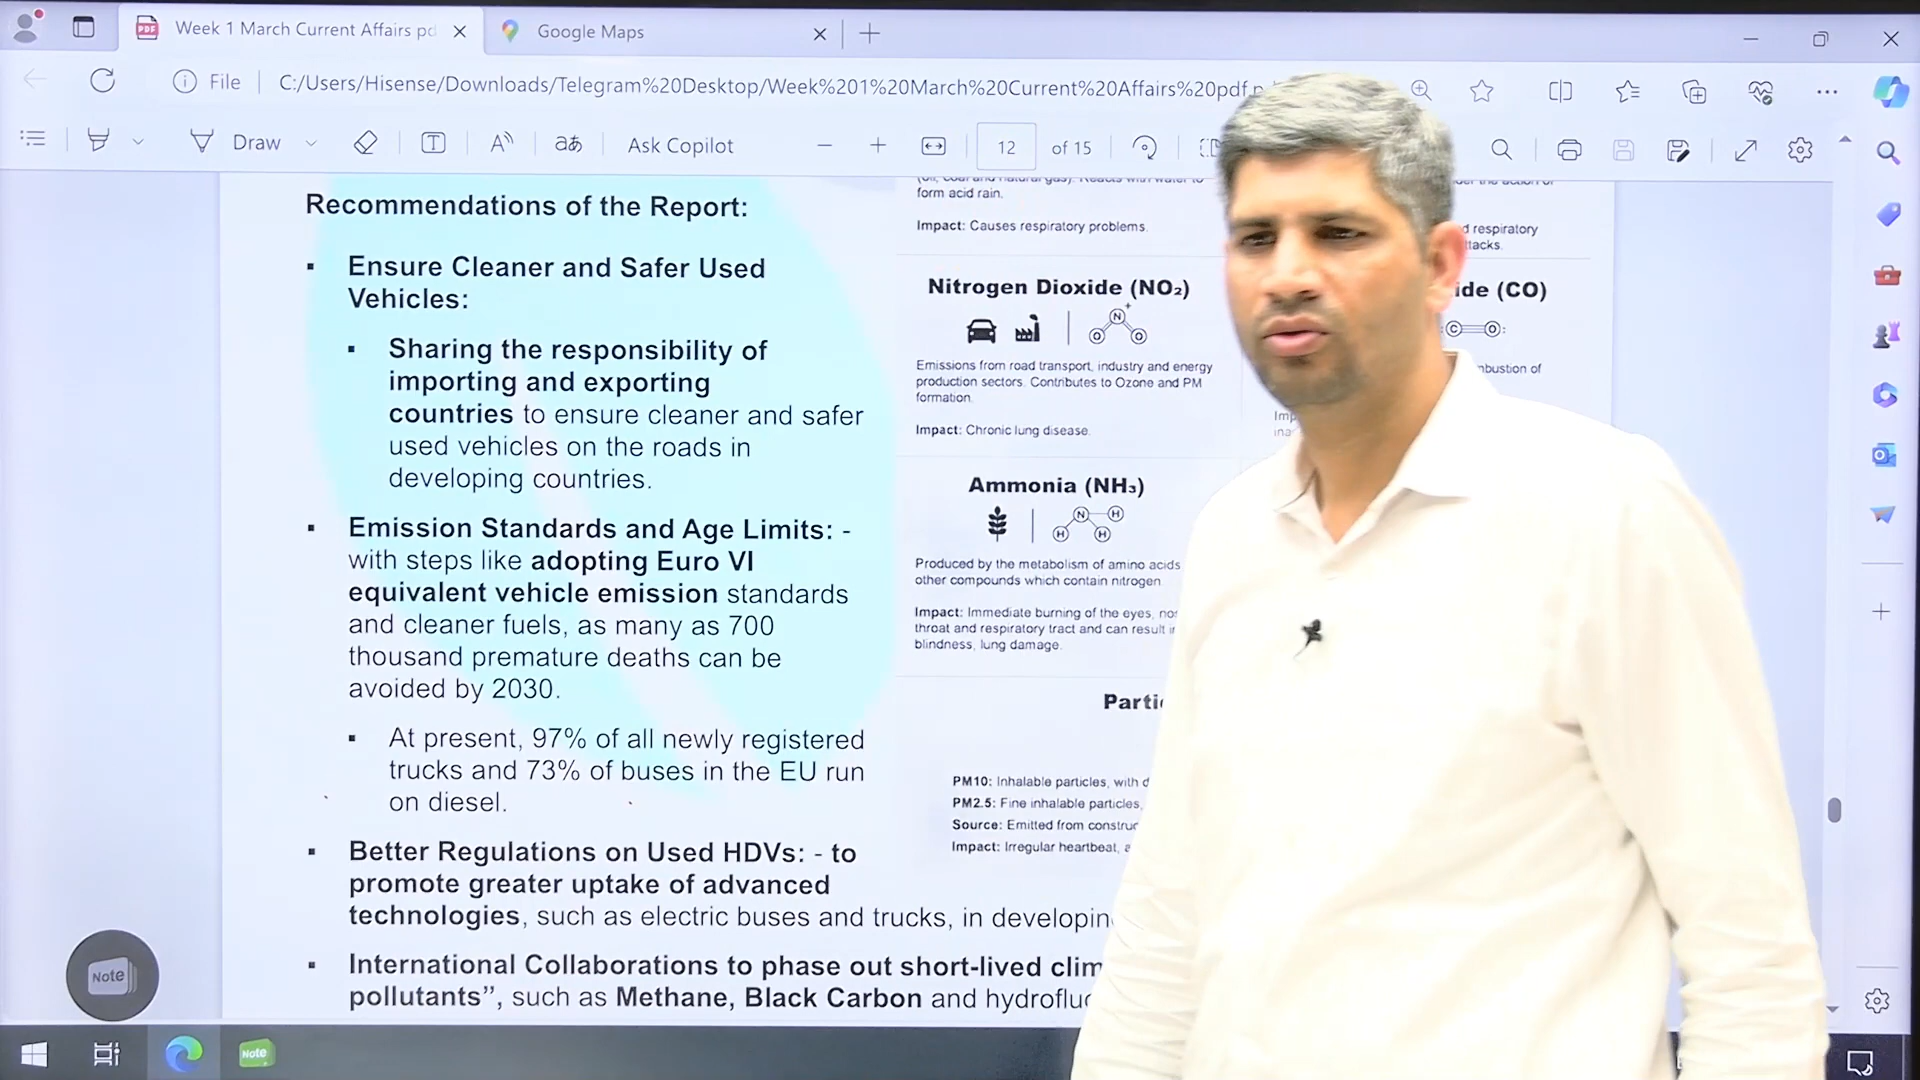 Week 1 March Current Affairs pd
Google Maps
File
C:/Users/Hisense/Downloads/Telegram%20Desktop/Week%201%20March%20Current%20Affairs%20pdf.p
Draw
Ask Copilot
12 of 15
Recommendations of the Report:
▪ Ensure Cleaner and Safer Used
Vehicles:
▪ Sharing the responsibility of
importing and exporting
countries to ensure cleaner and safer
used vehicles on the roads in
developing countries.
▪ Emission Standards and Age Limits: -
with steps like adopting Euro VI
equivalent vehicle emission standards
and cleaner fuels, as many as 700
thousand premature deaths can be
avoided by 2030.
▪ At present, 97% of all newly registered
trucks and 73% of buses in the EU run
on diesel.
▪ Better Regulations on Used HDVs: - to
promote greater uptake of advanced
technologies, such as electric buses and trucks, in developin
▪ International Collaborations to phase out short-lived clim
pollutants”, such as Methane, Black Carbon and hydrofluc
form acid rain.
Impact: Causes respiratory problems.
d respiratory
tacks.
Nitrogen Dioxide (NO₂)
N
O O
Emissions from road transport, industry and energy
production sectors. Contributes to Ozone and PM
formation.
Impact: Chronic lung disease.
ide (CO)
C O
nbustion of
Imp
ina
Ammonia (NH₃)
N H
H H
Produced by the metabolism of amino acids
other compounds which contain nitrogen.
Impact: Immediate burning of the eyes, nos
throat and respiratory tract and can result in
blindness, lung damage.
Partic
PM10: Inhalable particles, with d
PM2.5: Fine inhalable particles,
Source: Emitted from construc
Impact: Irregular heartbeat, a
Note
Note